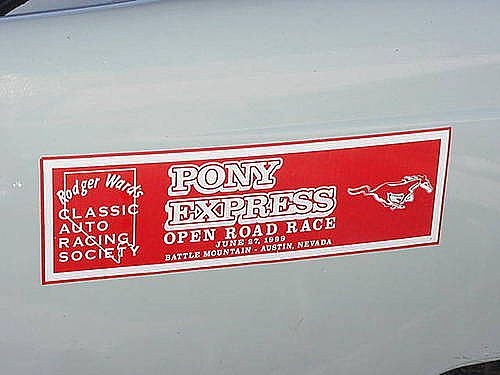 Rodger Ward's
CLASSIC
AUTO
RACING
SOCIETY
PONY
EXPRESS
OPEN ROAD RACE
JUNE 27, 1999
BATTLE MOUNTAIN - AUSTIN, NEVADA